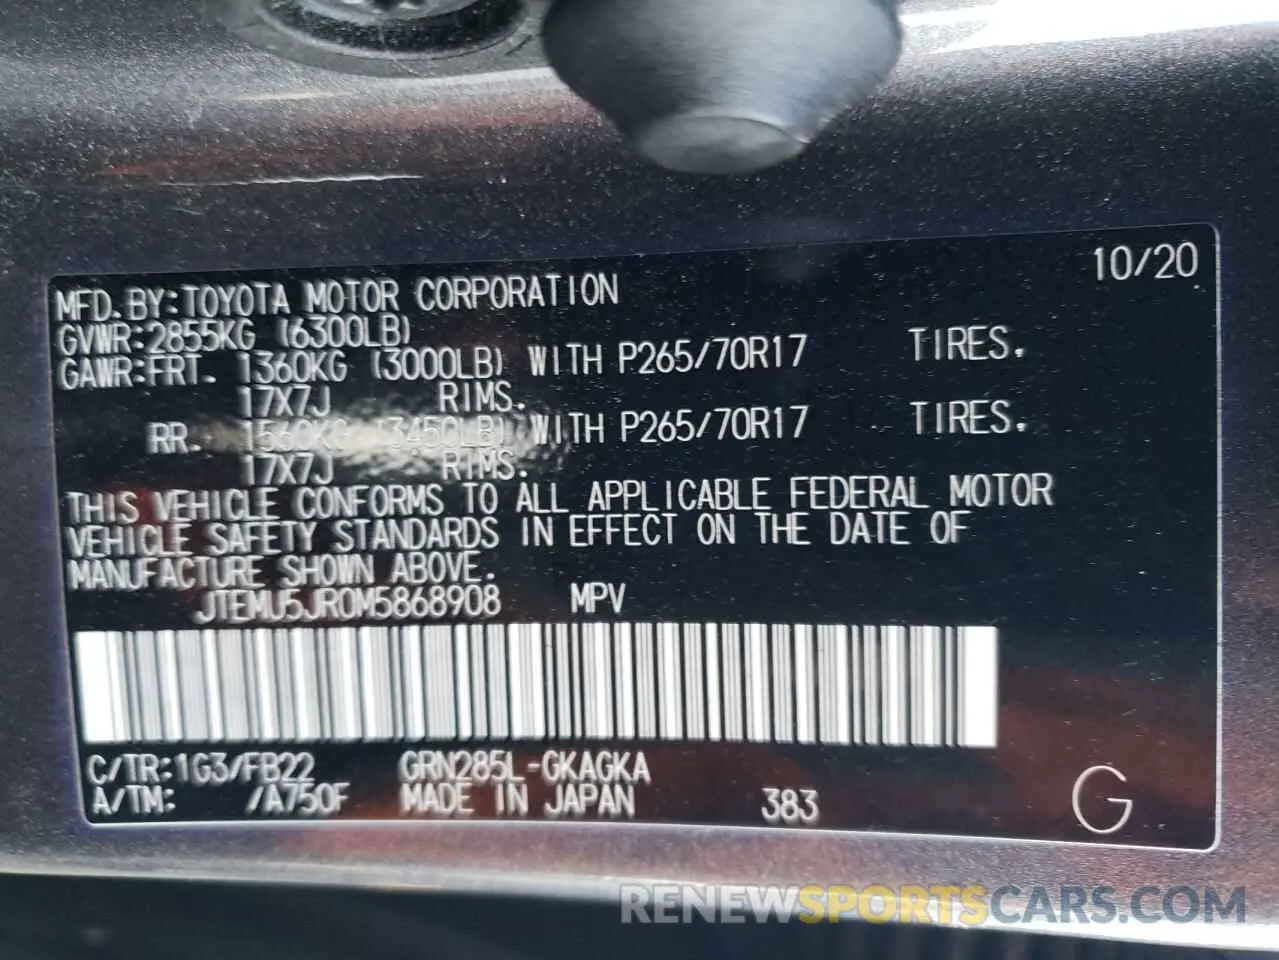 10/20
MFD.BY:TOYOTA MOTOR CORPORATION
GVWR:2855KG (6300LB)
GAWR:FRT. 1360KG (3000LB) WITH P265/70R17 TIRES.
17X7J RIMS.
RR. 1560KG (3450LB) WITH P265/70R17 TIRES.
17X7J RIMS.
THIS VEHICLE CONFORMS TO ALL APPLICABLE FEDERAL MOTOR
VEHICLE SAFETY STANDARDS IN EFFECT ON THE DATE OF
MANUFACTURE SHOWN ABOVE.
JTEMU5JR0M5868908 MPV
C/TR:1G3/FB22 GRN285L-GKAGKA
A/TM: /A750F MADE IN JAPAN 383 G
RENEWSPORTSCARS.COM